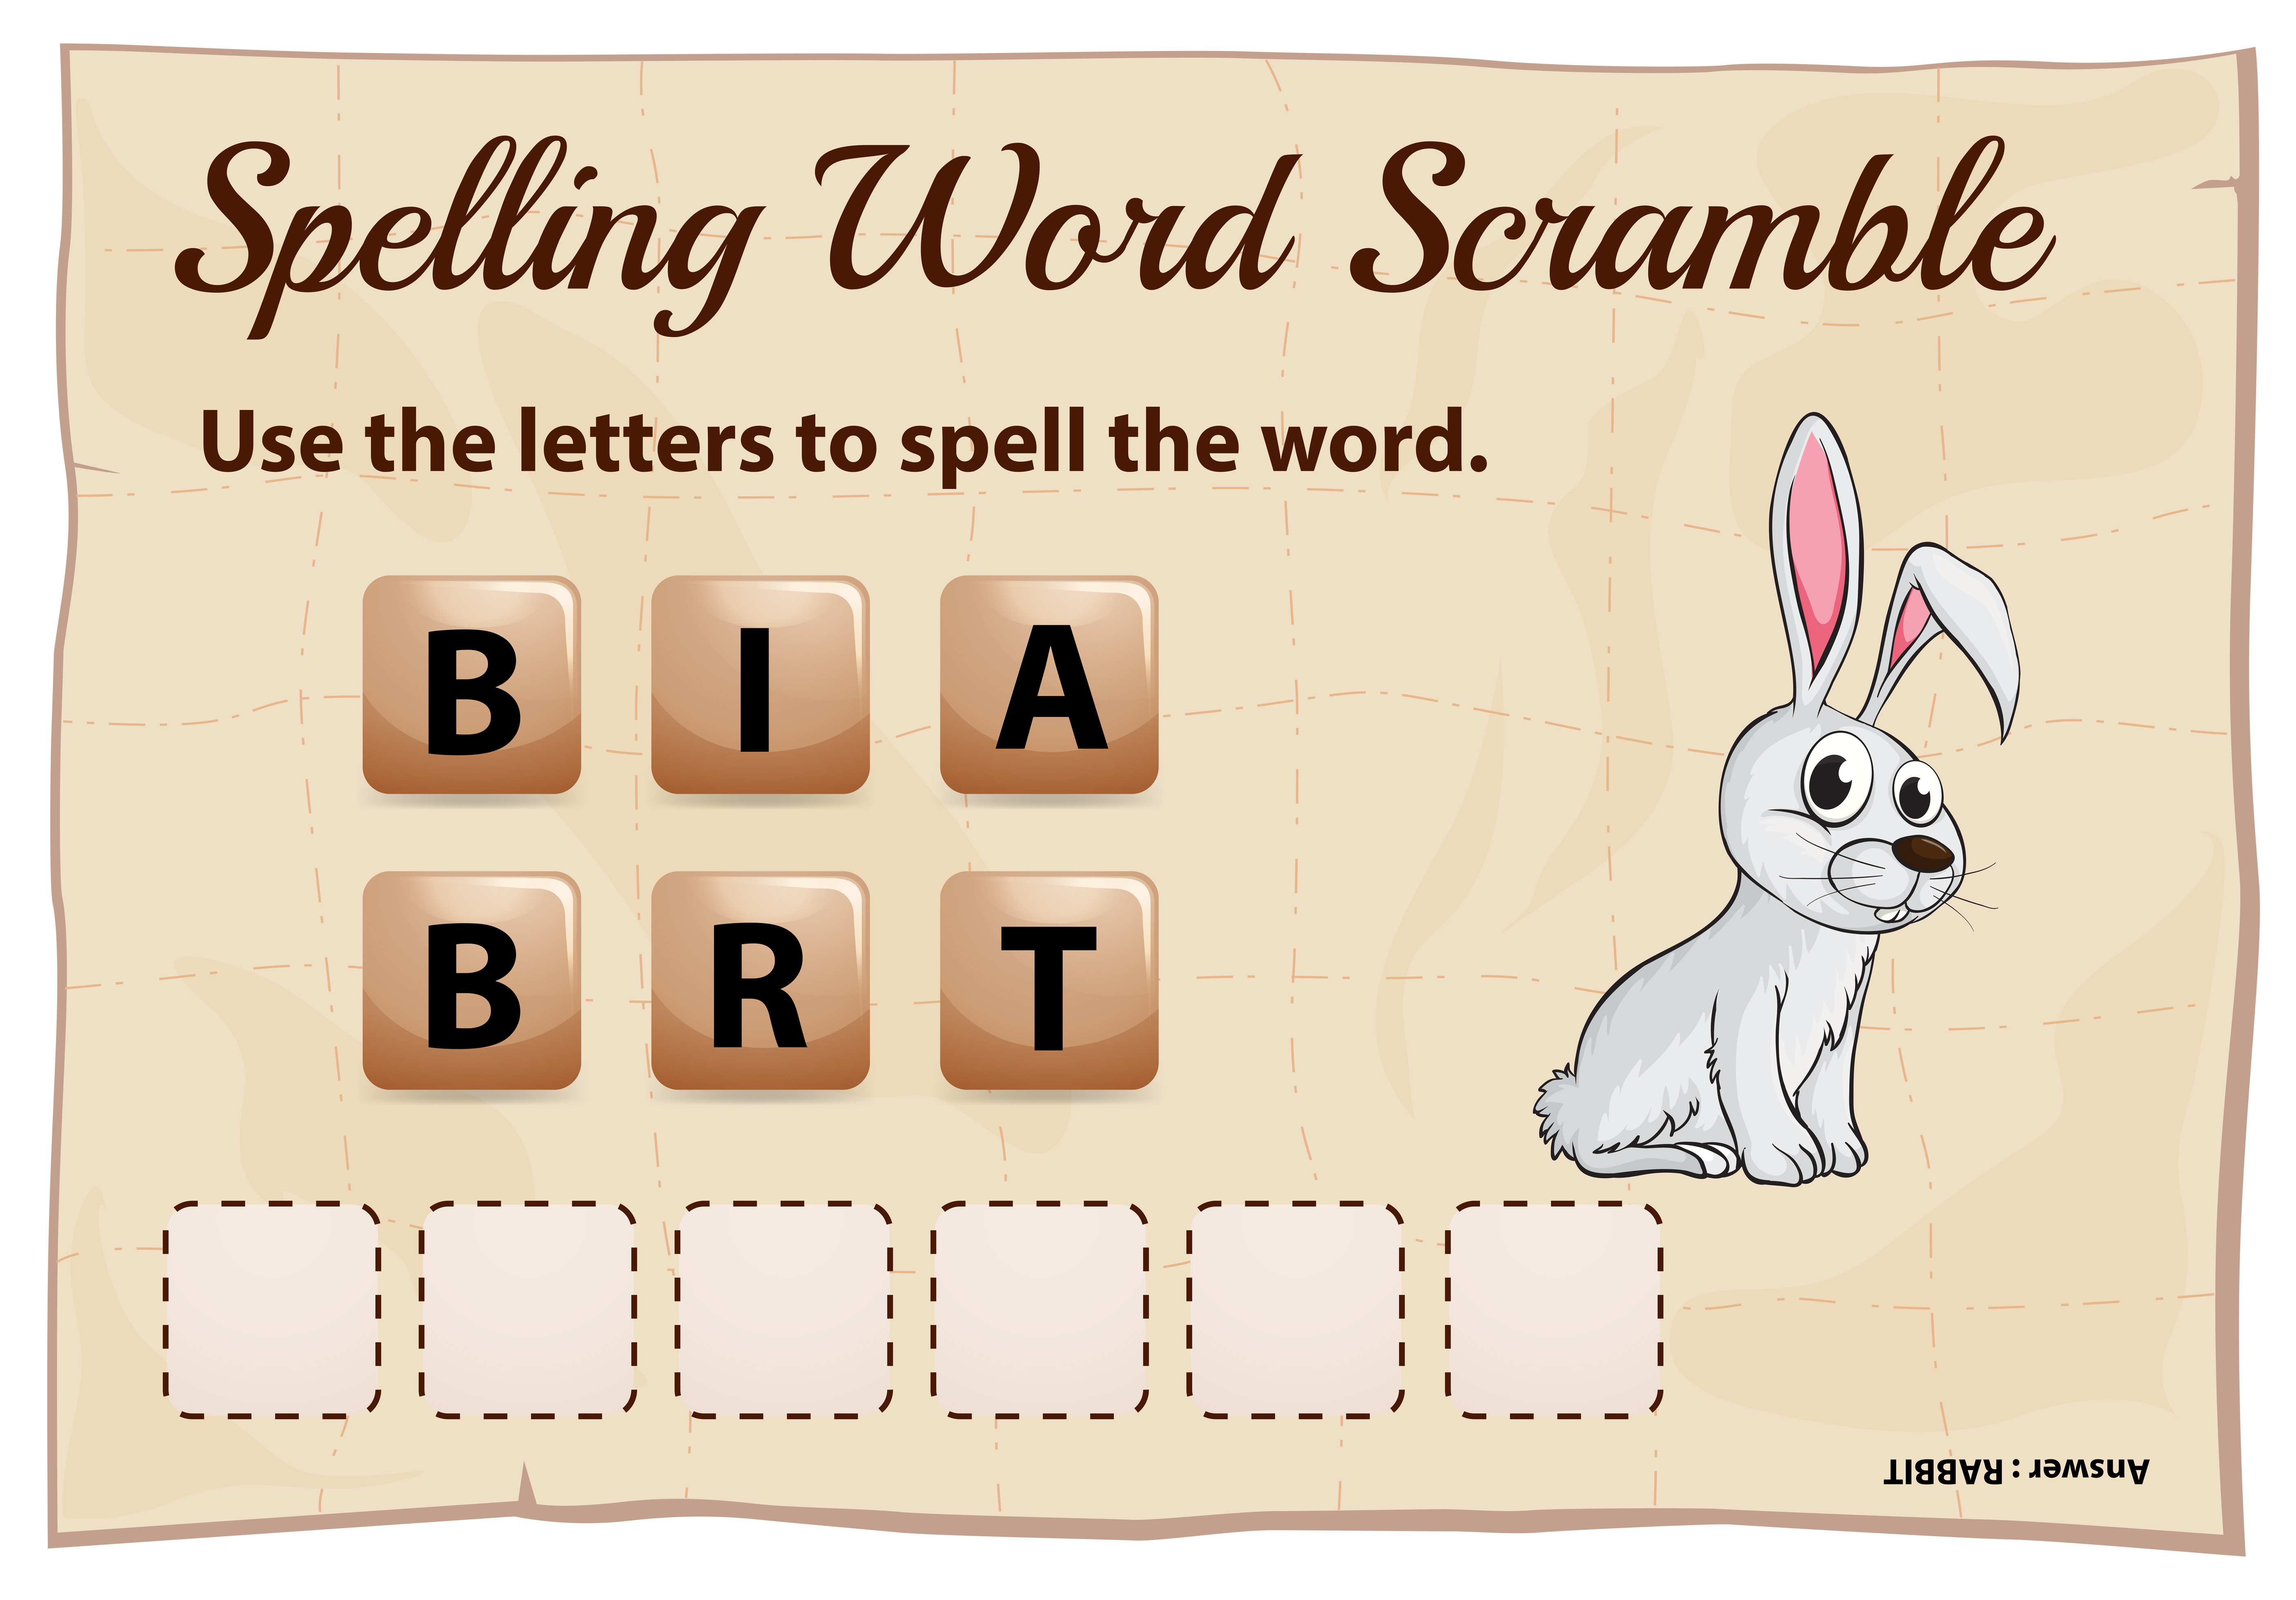 Spelling Word Scramble
Use the letters to spell the word.
B I A
B R T
Answer : RABBIT